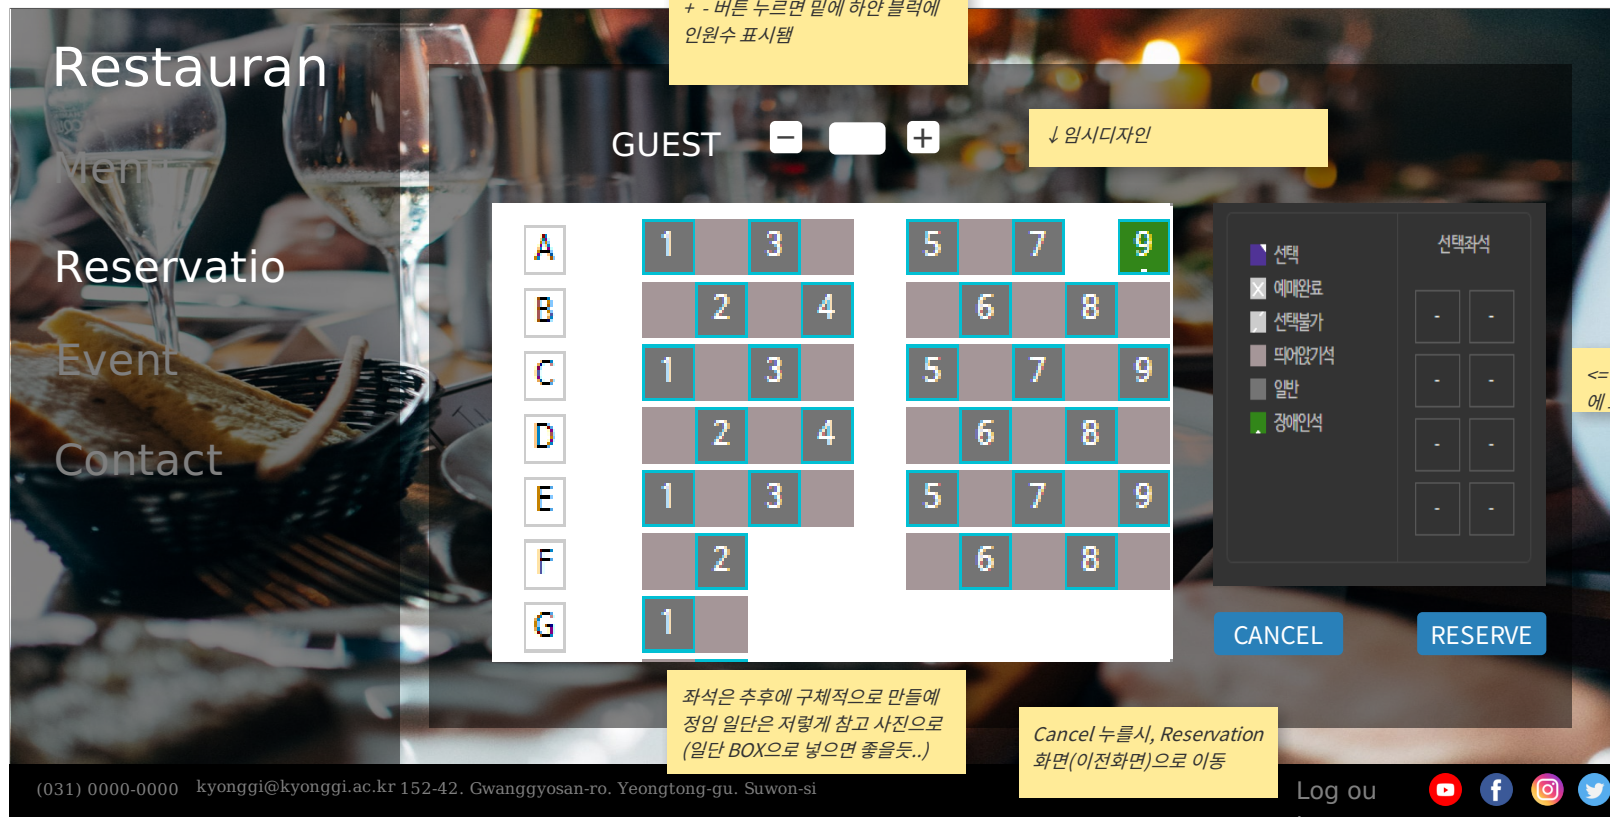 + - 버튼 누르면 밑에 하얀 블럭에
인원수 표시됌
Restauran
GUEST − +
↓임시디자인
Menu
Reservatio
Event
Contact
A 1 3 5 7 9
B 2 4 6 8
C 1 3 5 7 9
D 2 4 6 8
E 1 3 5 7 9
F 2 6 8
G 1
선택
예매완료
선택불가
띄어앉기석
일반
장애인석
선택좌석
- -
- -
- -
- -
<=
에
CANCEL RESERVE
좌석은 추후에 구체적으로 만들예
정임 일단은 저렇게 참고 사진으로
(일단 BOX으로 넣으면 좋을듯..)
Cancel 누를시, Reservation
화면(이전화면)으로 이동
(031) 0000-0000 kyonggi@kyonggi.ac.kr 152-42. Gwanggyosan-ro. Yeongtong-gu. Suwon-si
Log ou